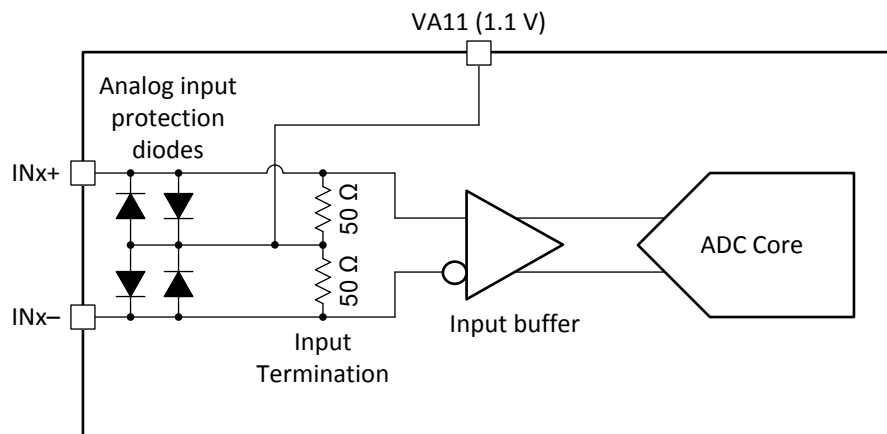 VA11 (1.1 V)
Analog input
protection
diodes
INx+
50 Ω
50 Ω
ADC Core
INx–
Input buffer
Input
Termination